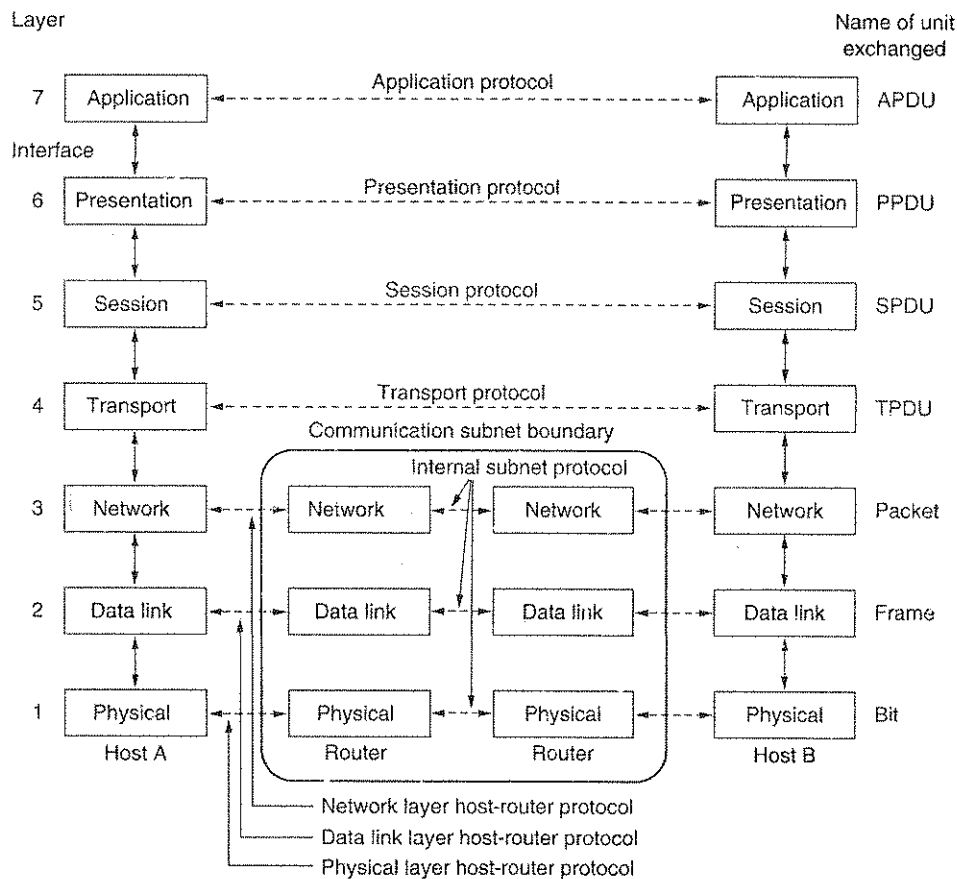 Layer
Name of unit
exchanged
7 Application Application protocol Application APDU
Interface
6 Presentation Presentation protocol Presentation PPDU
5 Session Session protocol Session SPDU
4 Transport Transport protocol Transport TPDU
Communication subnet boundary
Internal subnet protocol
3 Network Network Network Network Packet
2 Data link Data link Data link Data link Frame
1 Physical Physical Physical Physical Bit
Host A Router Router Host B
Network layer host-router protocol
Data link layer host-router protocol
Physical layer host-router protocol